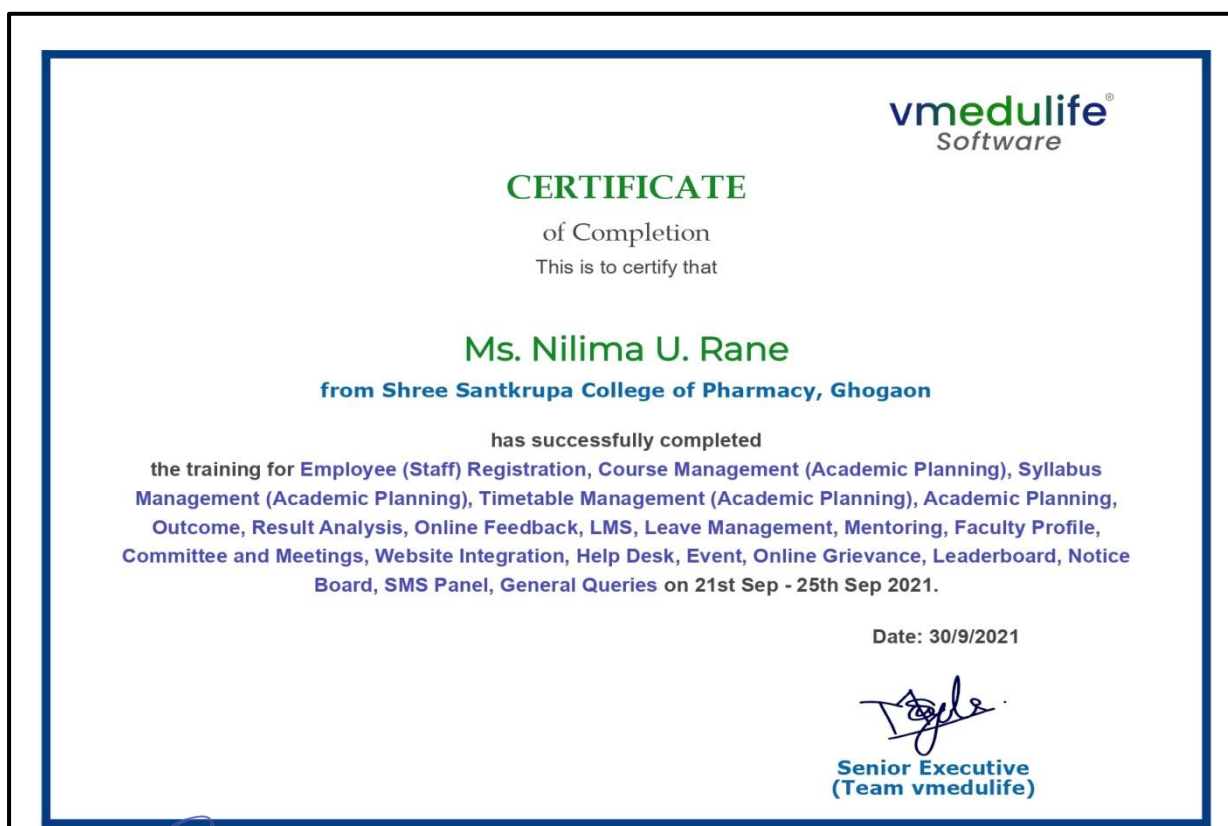 vmedulife®
Software
CERTIFICATE
of Completion
This is to certify that
Ms. Nilima U. Rane
from Shree Santkrupa College of Pharmacy, Ghogaon
has successfully completed
the training for Employee (Staff) Registration, Course Management (Academic Planning), Syllabus
Management (Academic Planning), Timetable Management (Academic Planning), Academic Planning,
Outcome, Result Analysis, Online Feedback, LMS, Leave Management, Mentoring, Faculty Profile,
Committee and Meetings, Website Integration, Help Desk, Event, Online Grievance, Leaderboard, Notice
Board, SMS Panel, General Queries on 21st Sep - 25th Sep 2021.
Date: 30/9/2021
Senior Executive
(Team vmedulife)